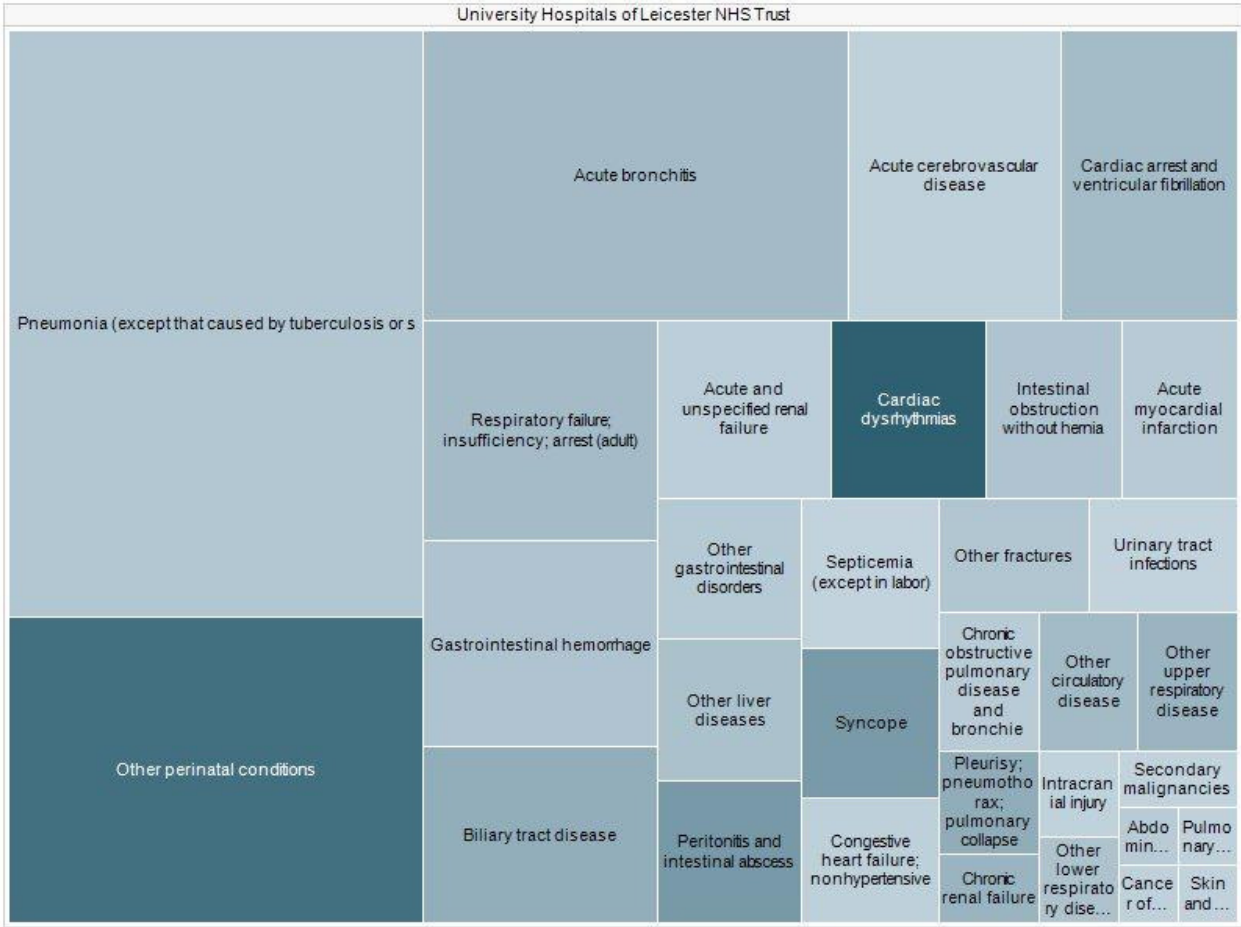 University Hospitals of Leicester NHS Trust
Pneumonia (except that caused by tuberculosis or s
Other perinatal conditions
Acute bronchitis
Acute cerebrovascular
disease
Cardiac arrest and
ventricular fibrillation
Respiratory failure;
insufficiency; arrest (adult)
Gastrointestinal hemorrhage
Biliary tract disease
Acute and
unspecified renal
failure
Cardiac
dysrhythmias
Intestinal
obstruction
without hernia
Acute
myocardial
infarction
Other
gastrointestinal
disorders
Other liver
diseases
Peritonitis and
intestinal abscess
Septicemia
(except in labor)
Syncope
Congestive
heart failure;
nonhypertensive
Other fractures
Urinary tract
infections
Chronic
obstructive
pulmonary
disease
and
bronchie
Other
circulatory
disease
Other
upper
respiratory
disease
Pleurisy;
pneumotho
rax;
pulmonary
collapse
Chronic
renal failure
Intracran
ial injury
Other
lower
respirato
ry dise...
Secondary
malignancies
Abdo
min...
Pulmo
nary...
Cance
r of...
Skin
and ...